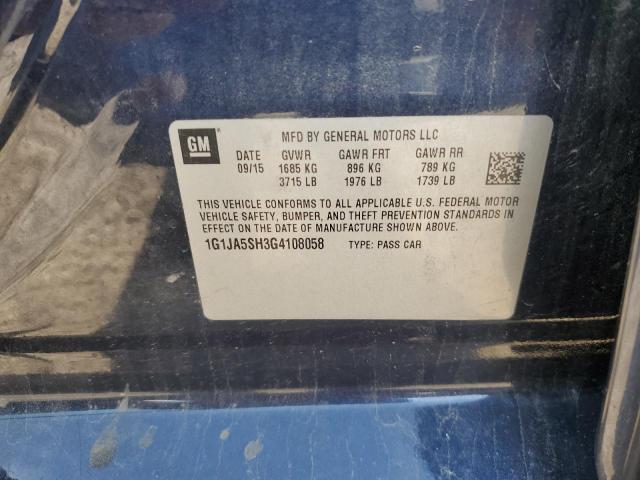 GM
MFD BY GENERAL MOTORS LLC
DATE GVWR GAWR FRT GAWR RR
09/15 1685 KG 896 KG 789 KG
3715 LB 1976 LB 1739 LB
THIS VEHICLE CONFORMS TO ALL APPLICABLE U.S. FEDERAL MOTOR
VEHICLE SAFETY, BUMPER, AND THEFT PREVENTION STANDARDS IN
EFFECT ON THE DATE OF MANUFACTURE SHOWN ABOVE.
1G1JA5SH3G4108058 TYPE: PASS CAR